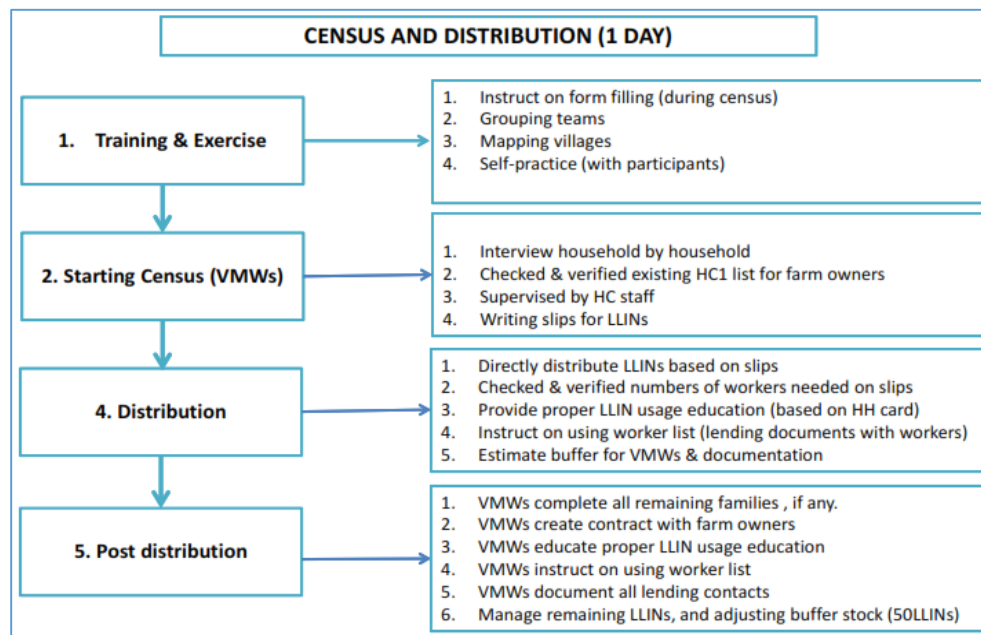 CENSUS AND DISTRIBUTION (1 DAY)
1. Training & Exercise
1. Instruct on form filling (during census)
2. Grouping teams
3. Mapping villages
4. Self-practice (with participants)
2. Starting Census (VMWs)
1. Interview household by household
2. Checked & verified existing HC1 list for farm owners
3. Supervised by HC staff
4. Writing slips for LLINs
4. Distribution
1. Directly distribute LLINs based on slips
2. Checked & verified numbers of workers needed on slips
3. Provide proper LLIN usage education (based on HH card)
4. Instruct on using worker list (lending documents with workers)
5. Estimate buffer for VMWs & documentation
5. Post distribution
1. VMWs complete all remaining families , if any.
2. VMWs create contract with farm owners
3. VMWs educate proper LLIN usage education
4. VMWs instruct on using worker list
5. VMWs document all lending contacts
6. Manage remaining LLINs, and adjusting buffer stock (50LLINs)